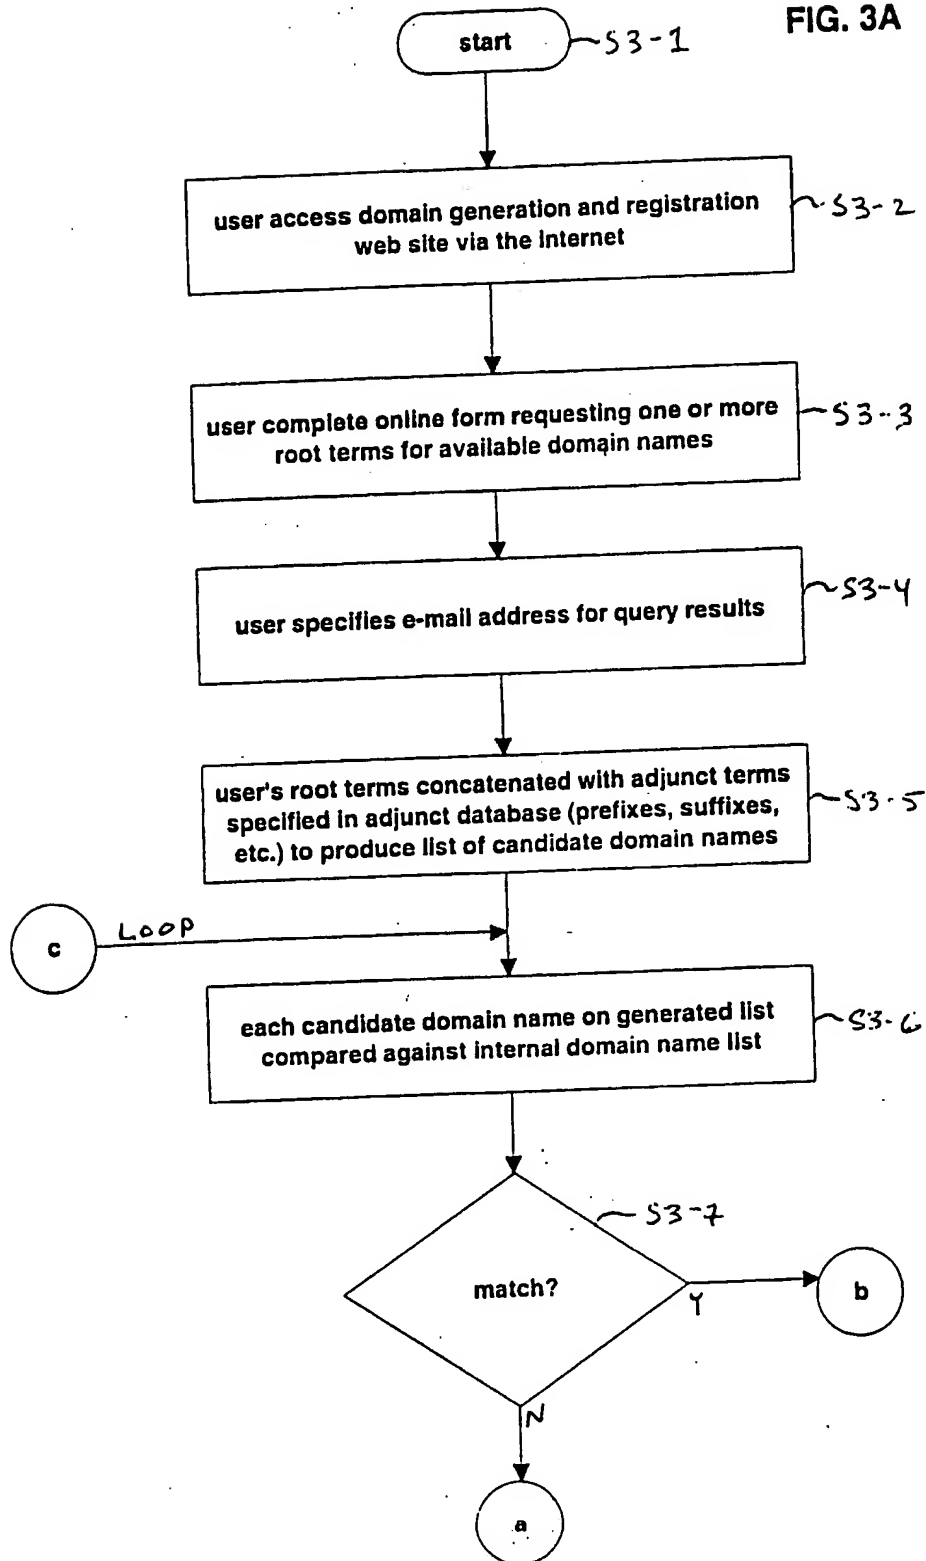 FIG. 3A
start
S3-1
user access domain generation and registration
web site via the Internet
S3-2
user complete online form requesting one or more
root terms for available domain names
S3-3
user specifies e-mail address for query results
S3-4
user's root terms concatenated with adjunct terms
specified in adjunct database (prefixes, suffixes,
etc.) to produce list of candidate domain names
S3-5
c
LOOP
each candidate domain name on generated list
compared against internal domain name list
S3-6
S3-7
match?
Y
b
N
a